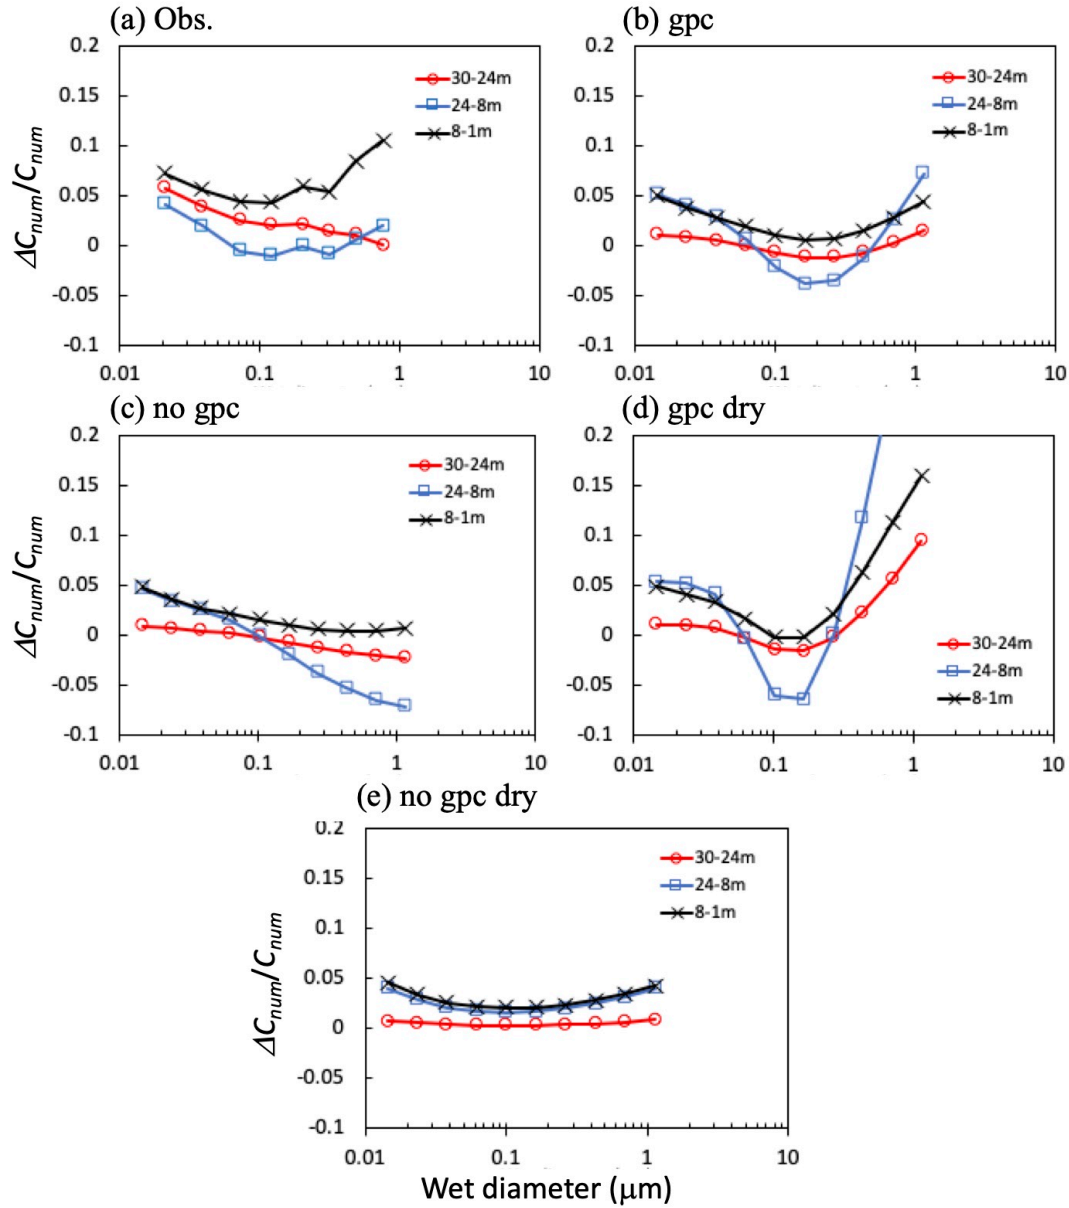 (a) Obs.
0.2
0.15
0.1
0.05
0
-0.05
-0.1
0.01
0.1
1
10
ΔCnum/Cnum
30-24m
24-8m
8-1m
(b) gpc
0.2
0.15
0.1
0.05
0
-0.05
-0.1
0.01
0.1
1
10
30-24m
24-8m
8-1m
(c) no gpc
0.2
0.15
0.1
0.05
0
-0.05
-0.1
0.01
0.1
1
10
ΔCnum/Cnum
30-24m
24-8m
8-1m
(d) gpc dry
0.2
0.15
0.1
0.05
0
-0.05
-0.1
0.01
0.1
1
10
30-24m
24-8m
8-1m
(e) no gpc dry
0.2
0.15
0.1
0.05
0
-0.05
-0.1
0.01
0.1
1
10
ΔCnum/Cnum
30-24m
24-8m
8-1m
Wet diameter (μm)